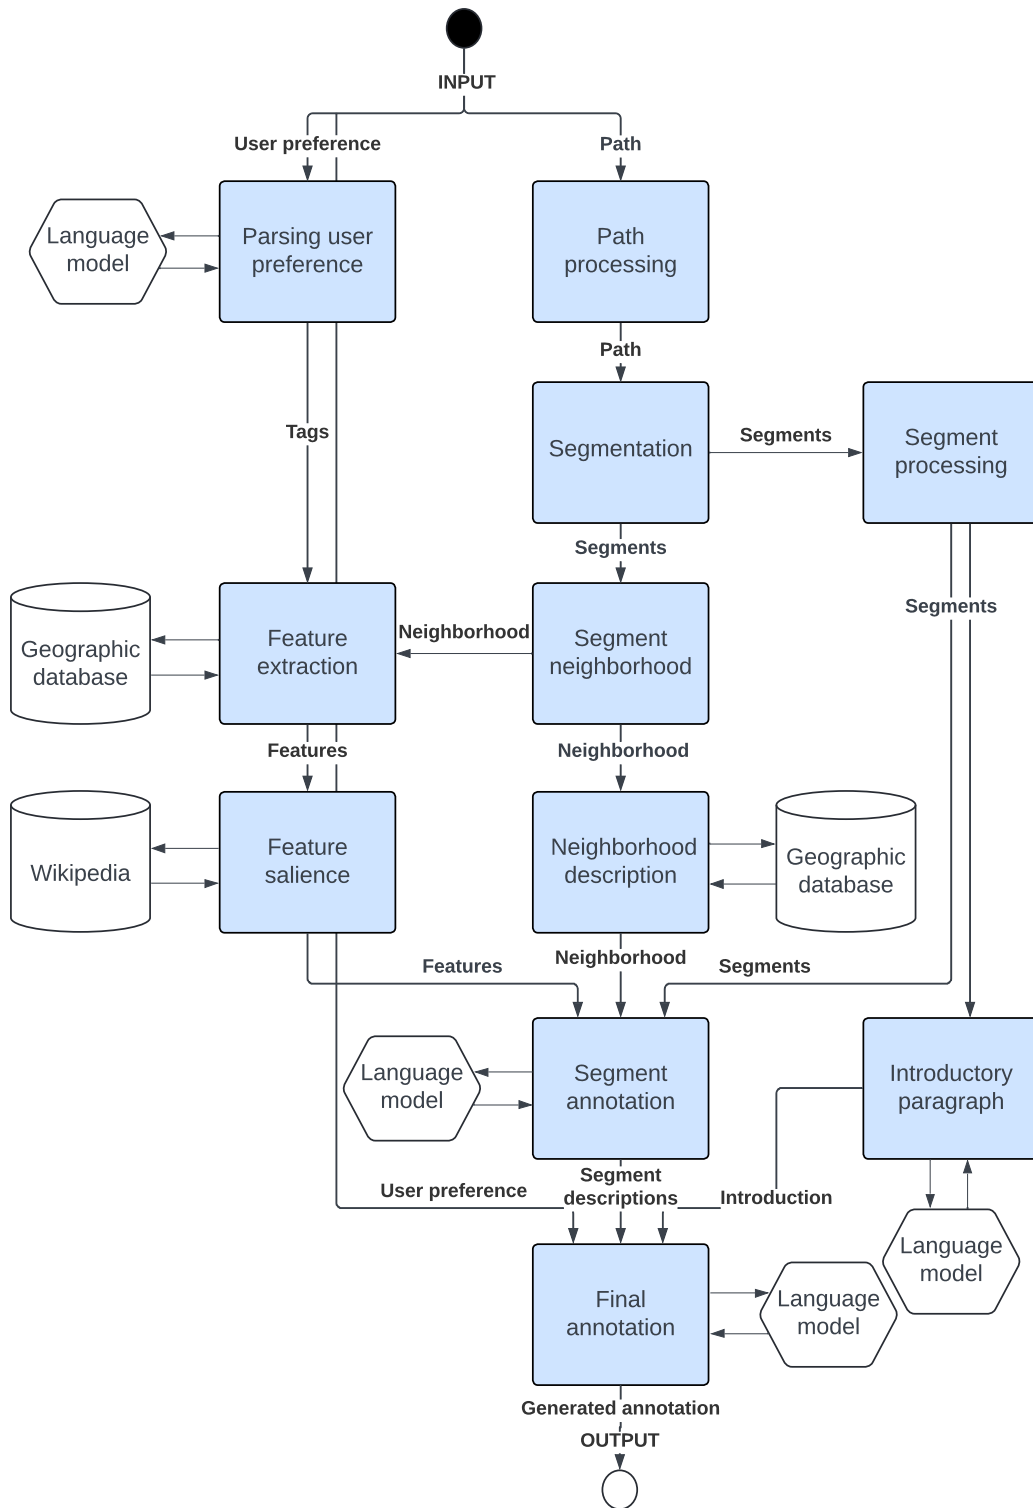 INPUT
User preference
Path
Language
model
Parsing user
preference
Path
processing
Path
Tags
Segmentation
Segments
Segment
processing
Segments
Geographic
database
Feature
extraction
Neighborhood
Segment
neighborhood
Segments
Features
Neighborhood
Wikipedia
Feature
salience
Neighborhood
description
Geographic
database
Features
Neighborhood
Segments
Language
model
Segment
annotation
Introductory
paragraph
User preference
Segment
descriptions
Introduction
Language
model
Final
annotation
Language
model
Generated annotation
OUTPUT